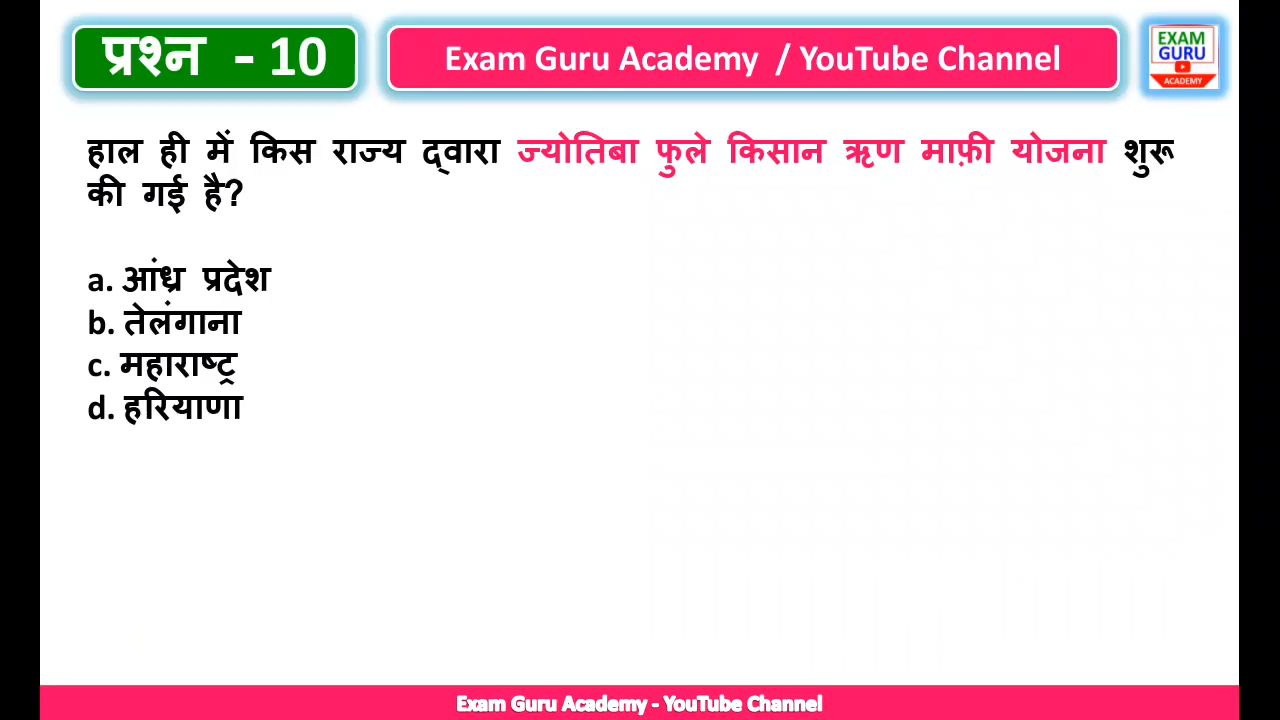 प्रश्न - 10
Exam Guru Academy / YouTube Channel
EXAM
GURU
ACADEMY
हाल ही में किस राज्य द्वारा ज्योतिबा फुले किसान ऋण माफ़ी योजना शुरू
की गई है?
a. आंध्र प्रदेश
b. तेलंगाना
c. महाराष्ट्र
d. हरियाणा
Exam Guru Academy - YouTube Channel